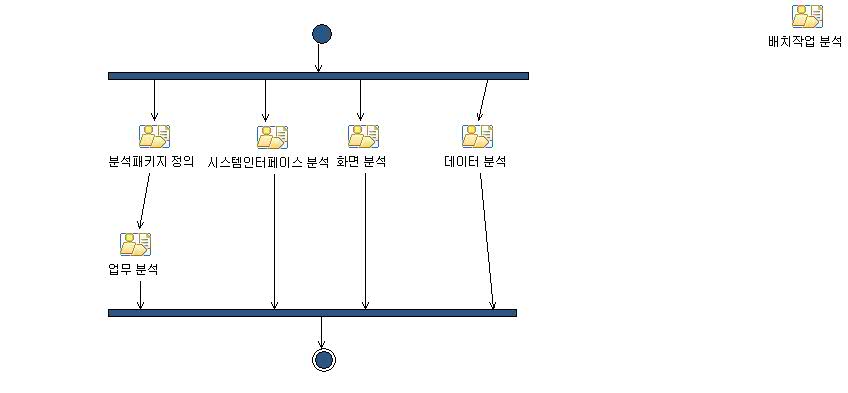 배치작업 분석
분석패키지 정의
시스템인터페이스 분석
화면 분석
데이터 분석
업무 분석